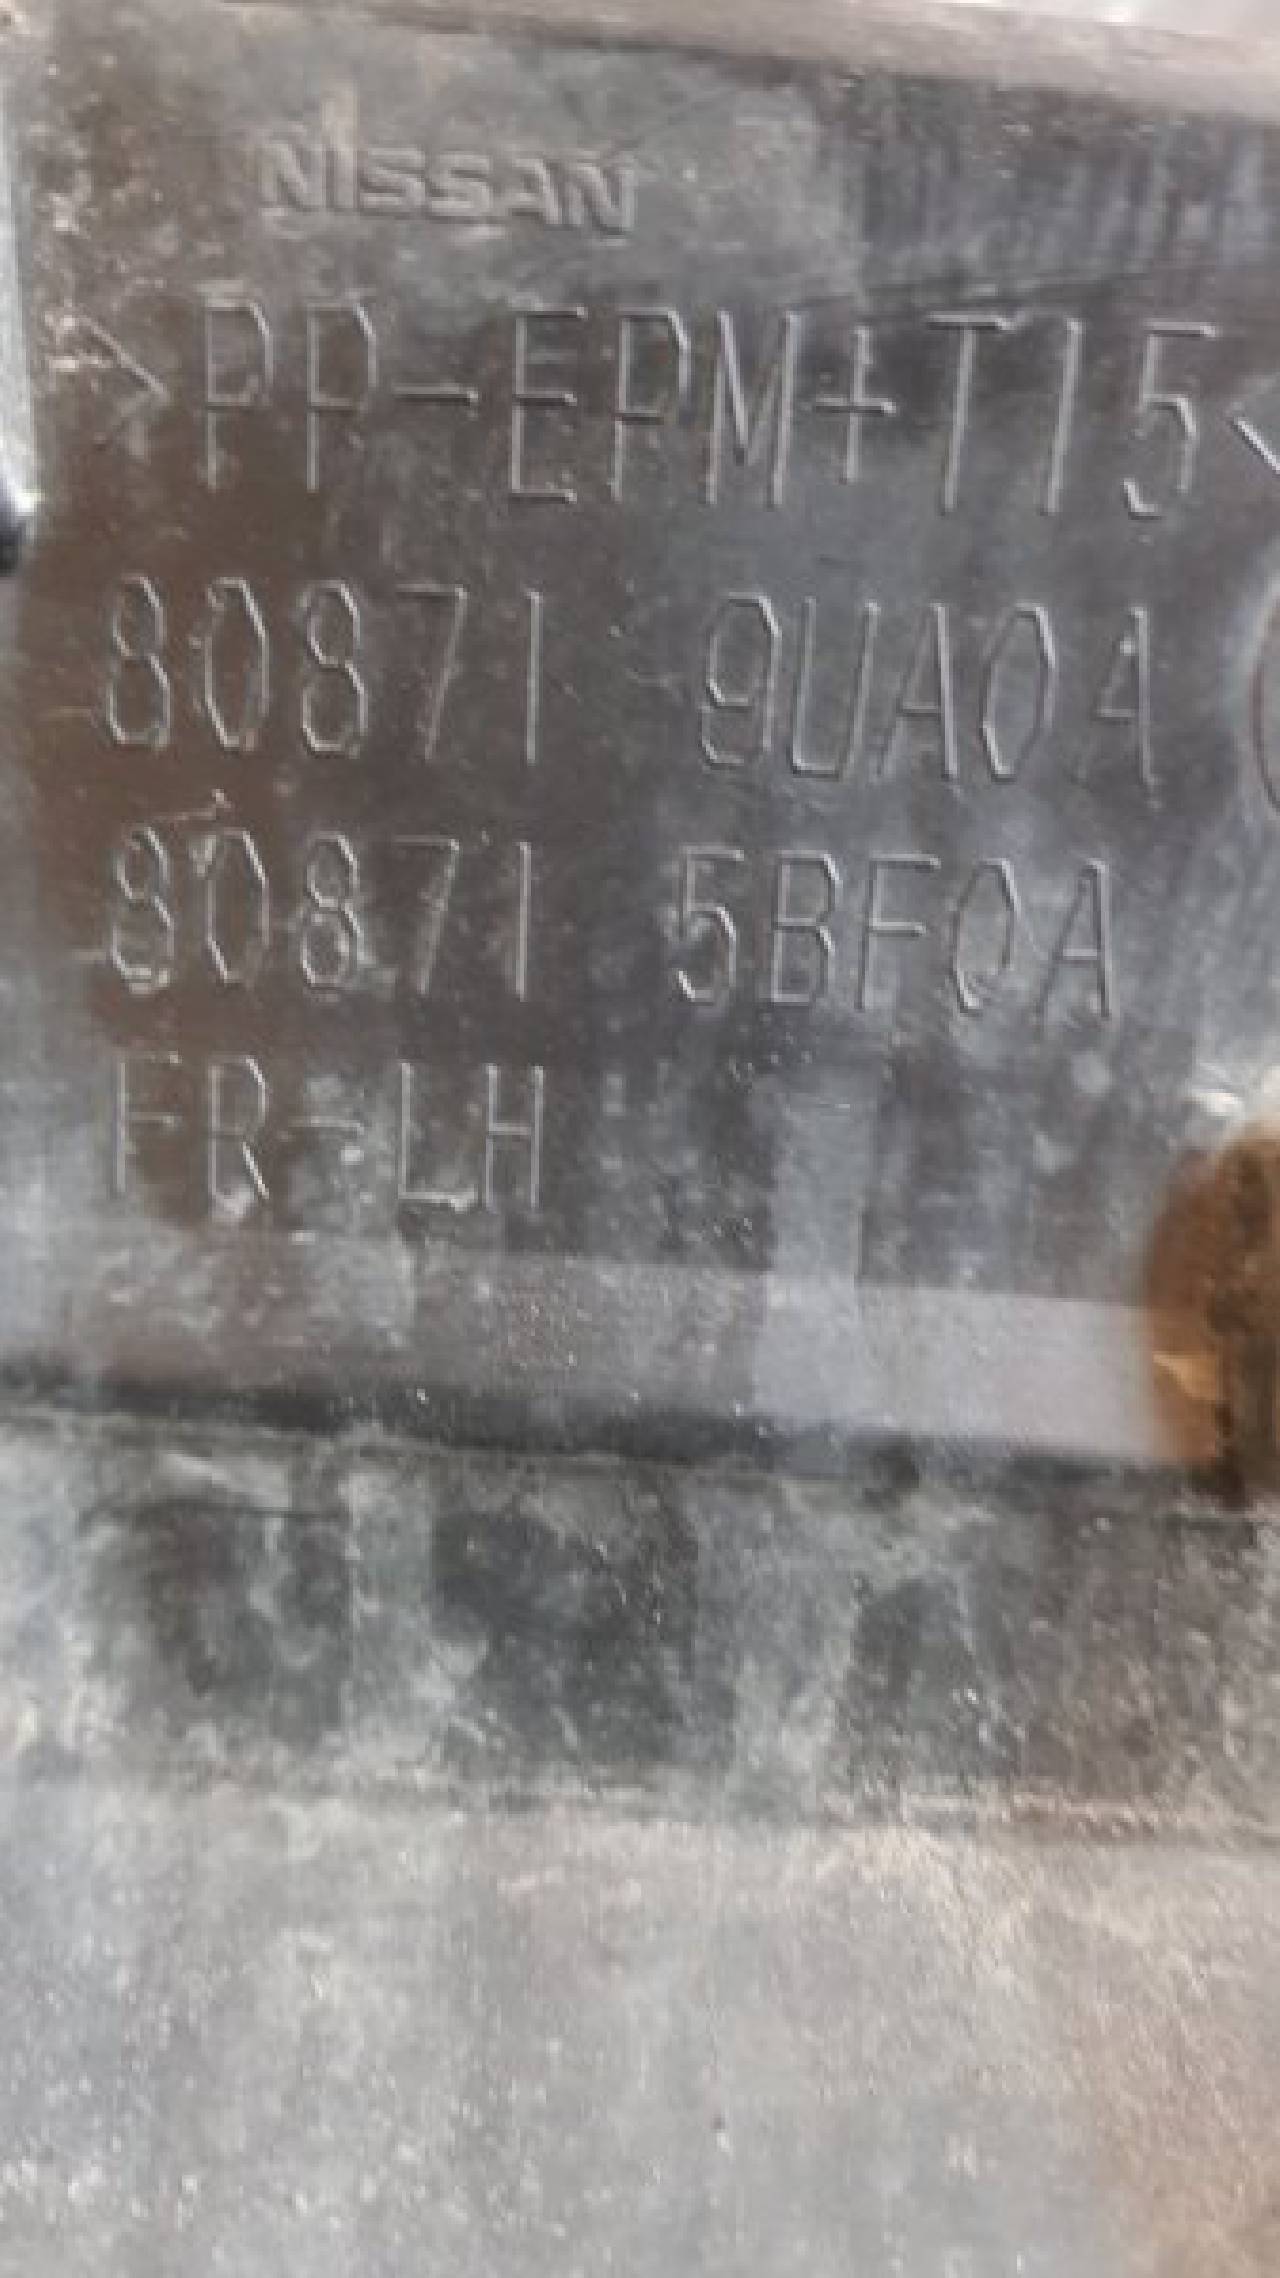 NISSAN
>PP-EPM+T15<
80871 9UA0A
80871 5BF0A
FR-LH